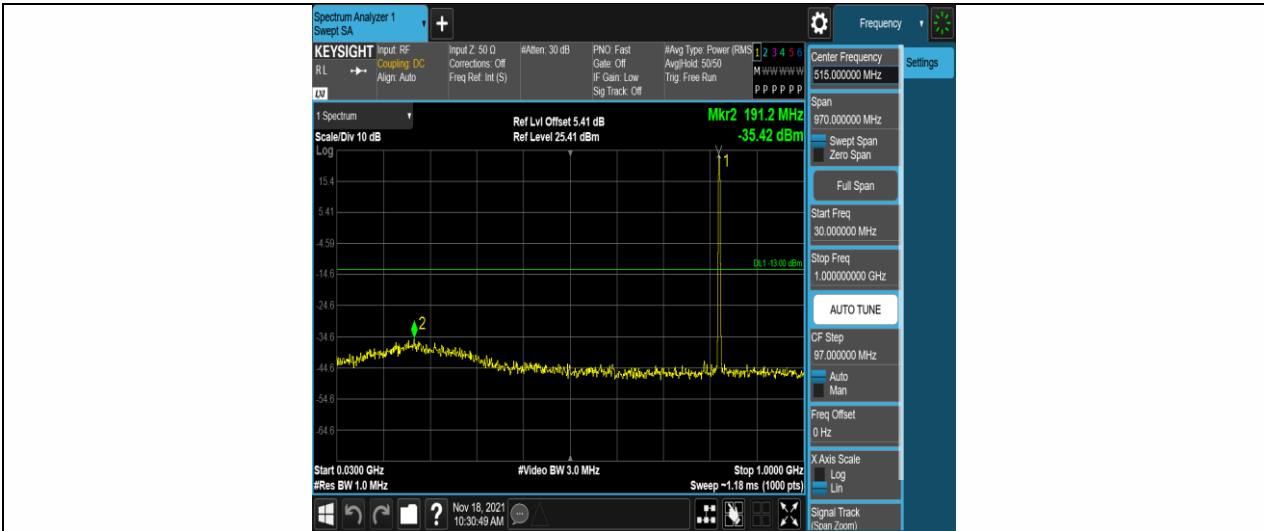 Spectrum Analyzer 1
Swept SA
+
Frequency
KEYSIGHT
RL
LXI
Input: RF
Coupling: DC
Align: Auto
Input Z: 50 Ω
Corrections: Off
Freq Ref: Int (S)
#Atten: 30 dB
PNO: Fast
Gate: Off
IF Gain: Low
Sig Track: Off
#Avg Type: Power (RMS
Avg|Hold: 50/50
Trig: Free Run
1 2 3 4 5 6
M W W W W W
P P P P P P
1 Spectrum
Scale/Div 10 dB
Ref Lvl Offset 5.41 dB
Ref Level 25.41 dBm
Mkr2 191.2 MHz
-35.42 dBm
Log
15.4
5.41
-4.59
-14.6
-24.6
-34.6
-44.6
-54.6
-64.6
1
DL1 -13.00 dBm
2
Start 0.0300 GHz
#Res BW 1.0 MHz
#Video BW 3.0 MHz
Stop 1.0000 GHz
Sweep ~1.18 ms (1000 pts)
?
Nov 18, 2021
10:30:49 AM
Center Frequency
515.000000 MHz
Settings
Span
970.000000 MHz
Swept Span
Zero Span
Full Span
Start Freq
30.000000 MHz
Stop Freq
1.000000000 GHz
AUTO TUNE
CF Step
97.000000 MHz
Auto
Man
Freq Offset
0 Hz
X Axis Scale
Log
Lin
Signal Track
(Span Zoom)